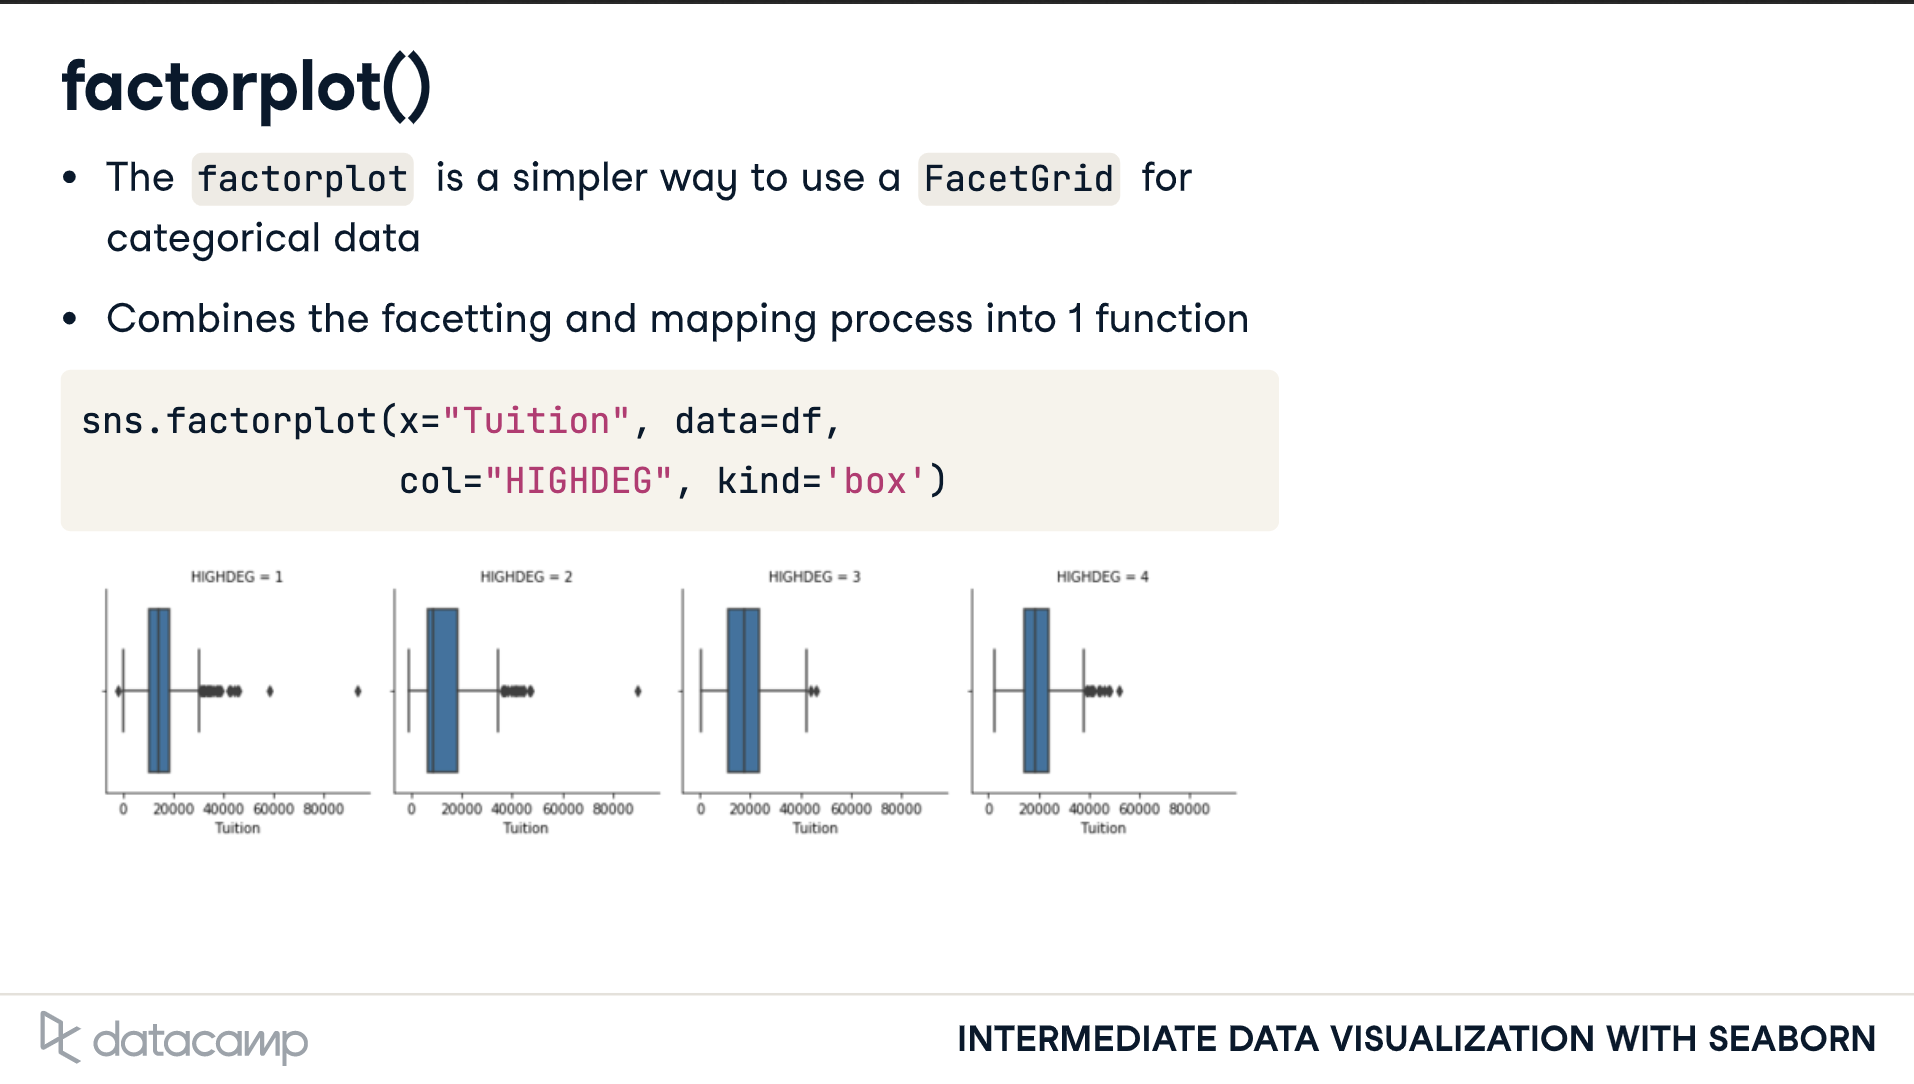 factorplot()
• The factorplot is a simpler way to use a FacetGrid for
categorical data
• Combines the facetting and mapping process into 1 function
sns.factorplot(x="Tuition", data=df,
col="HIGHDEG", kind='box')
HIGHDEG = 1
0 20000 40000 60000 80000
Tuition
HIGHDEG = 2
0 20000 40000 60000 80000
Tuition
HIGHDEG = 3
0 20000 40000 60000 80000
Tuition
HIGHDEG = 4
0 20000 40000 60000 80000
Tuition
datacamp
INTERMEDIATE DATA VISUALIZATION WITH SEABORN